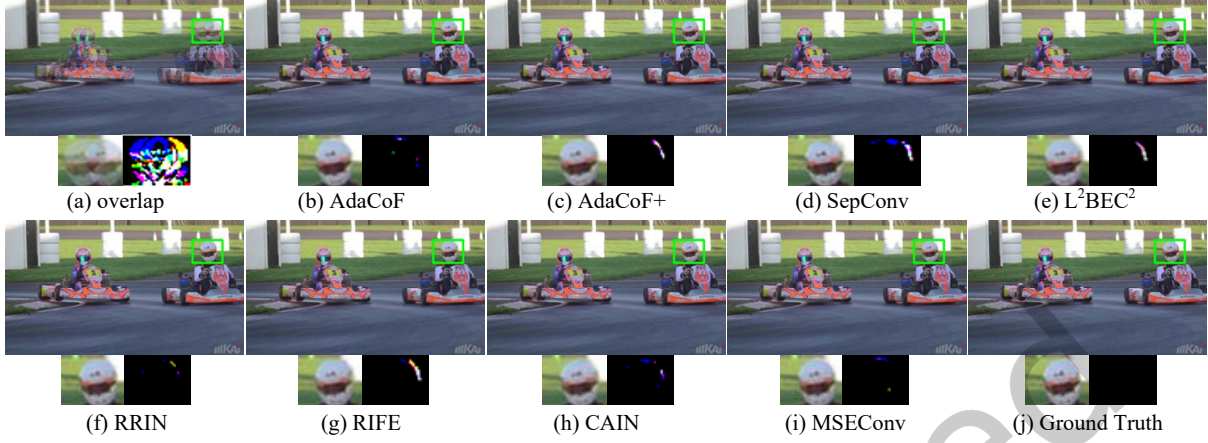 (a) overlap (b) AdaCoF (c) AdaCoF+ (d) SepConv (e) L²BEC²
(f) RRIN (g) RIFE (h) CAIN (i) MSEConv (j) Ground Truth